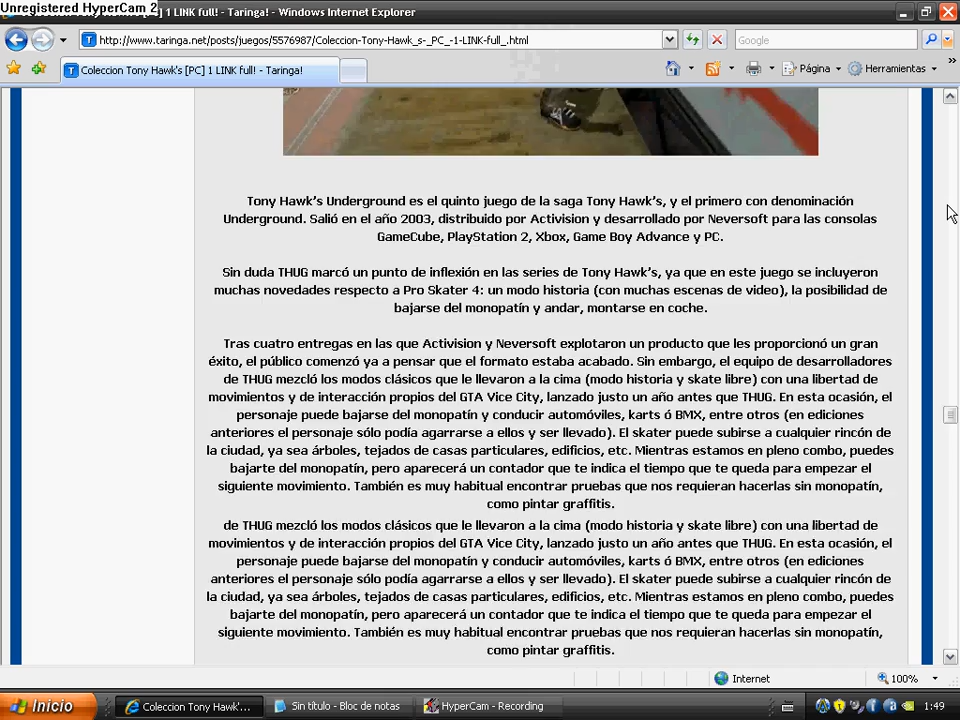 Unregistered HyperCam 2
1 LINK full! - Taringa! - Windows Internet Explorer
http://www.taringa.net/posts/juegos/5576987/Coleccion-Tony-Hawk_s-_PC_-1-LINK-full_.html
Google
Coleccion Tony Hawk's [PC] 1 LINK full! - Taringa!
Página
Herramientas
Tony Hawk's Underground es el quinto juego de la saga Tony Hawk's, y el primero con denominación
Underground. Salió en el año 2003, distribuido por Activision y desarrollado por Neversoft para las consolas
GameCube, PlayStation 2, Xbox, Game Boy Advance y PC.
Sin duda THUG marcó un punto de inflexión en las series de Tony Hawk's, ya que en este juego se incluyeron
muchas novedades respecto a Pro Skater 4: un modo historia (con muchas escenas de video), la posibilidad de
bajarse del monopatín y andar, montarse en coche.
Tras cuatro entregas en las que Activision y Neversoft explotaron un producto que les proporcionó un gran
éxito, el público comenzó ya a pensar que el formato estaba acabado. Sin embargo, el equipo de desarrolladores
de THUG mezcló los modos clásicos que le llevaron a la cima (modo historia y skate libre) con una libertad de
movimientos y de interacción propios del GTA Vice City, lanzado justo un año antes que THUG. En esta ocasión, el
personaje puede bajarse del monopatín y conducir automóviles, karts ó BMX, entre otros (en ediciones
anteriores el personaje sólo podía agarrarse a ellos y ser llevado). El skater puede subirse a cualquier rincón de
la ciudad, ya sea árboles, tejados de casas particulares, edificios, etc. Mientras estamos en pleno combo, puedes
bajarte del monopatín, pero aparecerá un contador que te indica el tiempo que te queda para empezar el
siguiente movimiento. También es muy habitual encontrar pruebas que nos requieran hacerlas sin monopatín,
como pintar graffitis.
de THUG mezcló los modos clásicos que le llevaron a la cima (modo historia y skate libre) con una libertad de
movimientos y de interacción propios del GTA Vice City, lanzado justo un año antes que THUG. En esta ocasión, el
personaje puede bajarse del monopatín y conducir automóviles, karts ó BMX, entre otros (en ediciones
anteriores el personaje sólo podía agarrarse a ellos y ser llevado). El skater puede subirse a cualquier rincón de
la ciudad, ya sea árboles, tejados de casas particulares, edificios, etc. Mientras estamos en pleno combo, puedes
bajarte del monopatín, pero aparecerá un contador que te indica el tiempo que te queda para empezar el
siguiente movimiento. También es muy habitual encontrar pruebas que nos requieran hacerlas sin monopatín,
como pintar graffitis.
Internet
100%
Inicio
Coleccion Tony Hawk'...
Sin título - Bloc de notas
HyperCam - Recording
1:49